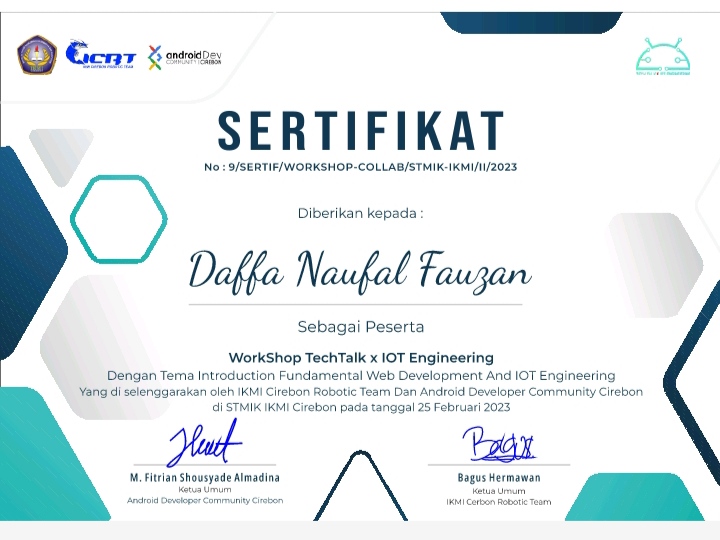 ICRT
androidDev
COMMUNITY CIREBON
SERTIFIKAT
No : 9/SERTIF/WORKSHOP-COLLAB/STMIK-IKMI/II/2023
Diberikan kepada :
Daffa Naufal Fauzan
Sebagai Peserta
WorkShop TechTalk x IOT Engineering
Dengan Tema Introduction Fundamental Web Development And IOT Engineering
Yang di selenggarakan oleh IKMI Cirebon Robotic Team Dan Android Developer Community Cirebon
di STMIK IKMI Cirebon pada tanggal 25 Februari 2023
M. Fitrian Shousyade Almadina
Ketua Umum
Android Developer Community Cirebon
Bagus
Bagus Hermawan
Ketua Umum
IKMI Cerbon Robotic Team